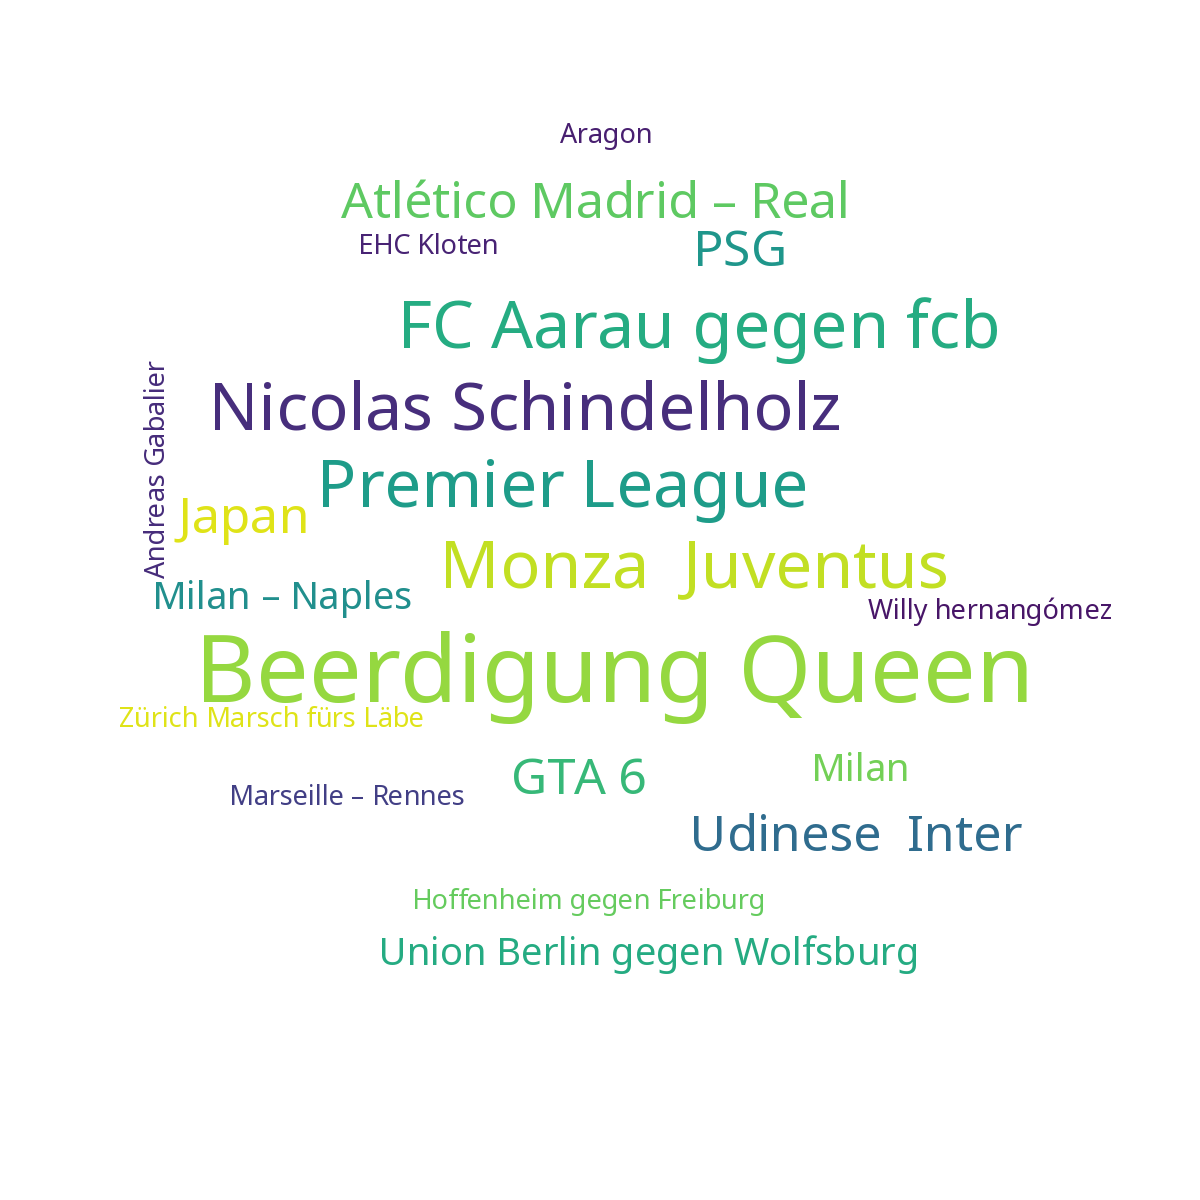 Aragon
Atlético Madrid – Real
EHC Kloten
PSG
FC Aarau gegen fcb
Nicolas Schindelholz
Andreas Gabalier
Premier League
Japan
Monza  Juventus
Milan – Naples
Willy hernangómez
Beerdigung Queen
Zürich Marsch fürs Läbe
GTA 6
Milan
Marseille – Rennes
Udinese  Inter
Hoffenheim gegen Freiburg
Union Berlin gegen Wolfsburg